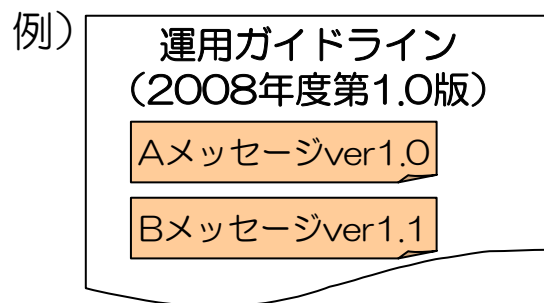 例）
運用ガイドライン
（2008年度第1.0版）
Aメッセージver1.0
Bメッセージver1.1